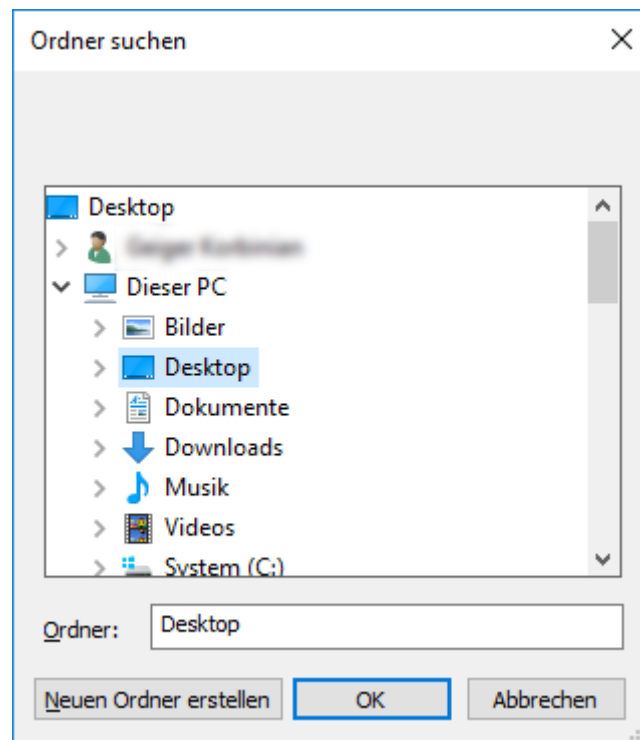 Ordner suchen
Desktop
Dieser PC
Bilder
Desktop
Dokumente
Downloads
Musik
Videos
System (C:)
Ordner: Desktop
Neuen Ordner erstellen OK Abbrechen